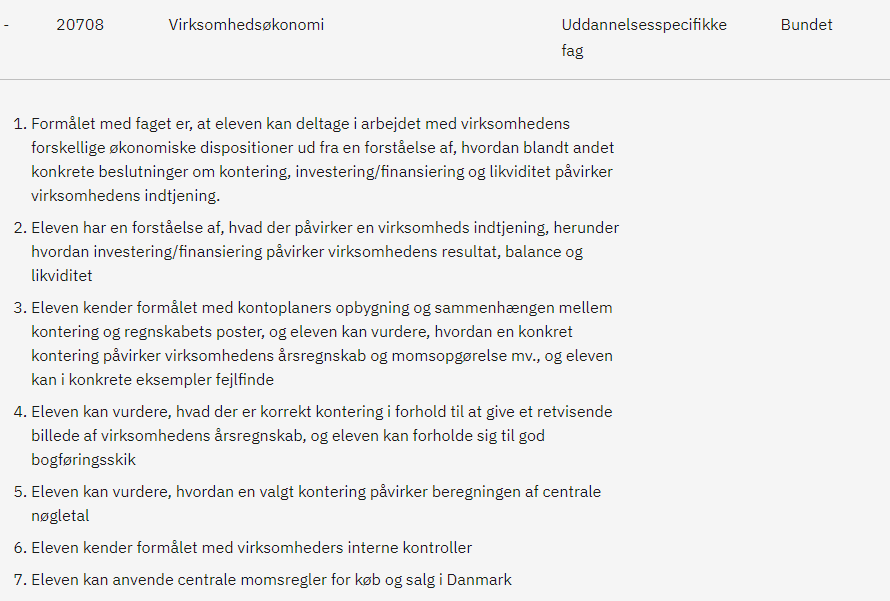 - 20708 Virksomhedsøkonomi Uddannelsesspecifikke fag Bundet
1. Formålet med faget er, at eleven kan deltage i arbejdet med virksomhedens
forskellige økonomiske dispositioner ud fra en forståelse af, hvordan blandt andet
konkrete beslutninger om kontering, investering/finansiering og likviditet påvirker
virksomhedens indtjening.
2. Eleven har en forståelse af, hvad der påvirker en virksomheds indtjening, herunder
hvordan investering/finansiering påvirker virksomhedens resultat, balance og
likviditet
3. Eleven kender formålet med kontoplaners opbygning og sammenhængen mellem
kontering og regnskabets poster, og eleven kan vurdere, hvordan en konkret
kontering påvirker virksomhedens årsregnskab og momsopgørelse mv., og eleven
kan i konkrete eksempler fejlfinde
4. Eleven kan vurdere, hvad der er korrekt kontering i forhold til at give et retvisende
billede af virksomhedens årsregnskab, og eleven kan forholde sig til god
bogføringsskik
5. Eleven kan vurdere, hvordan en valgt kontering påvirker beregningen af centrale
nøgletal
6. Eleven kender formålet med virksomheders interne kontroller
7. Eleven kan anvende centrale momsregler for køb og salg i Danmark